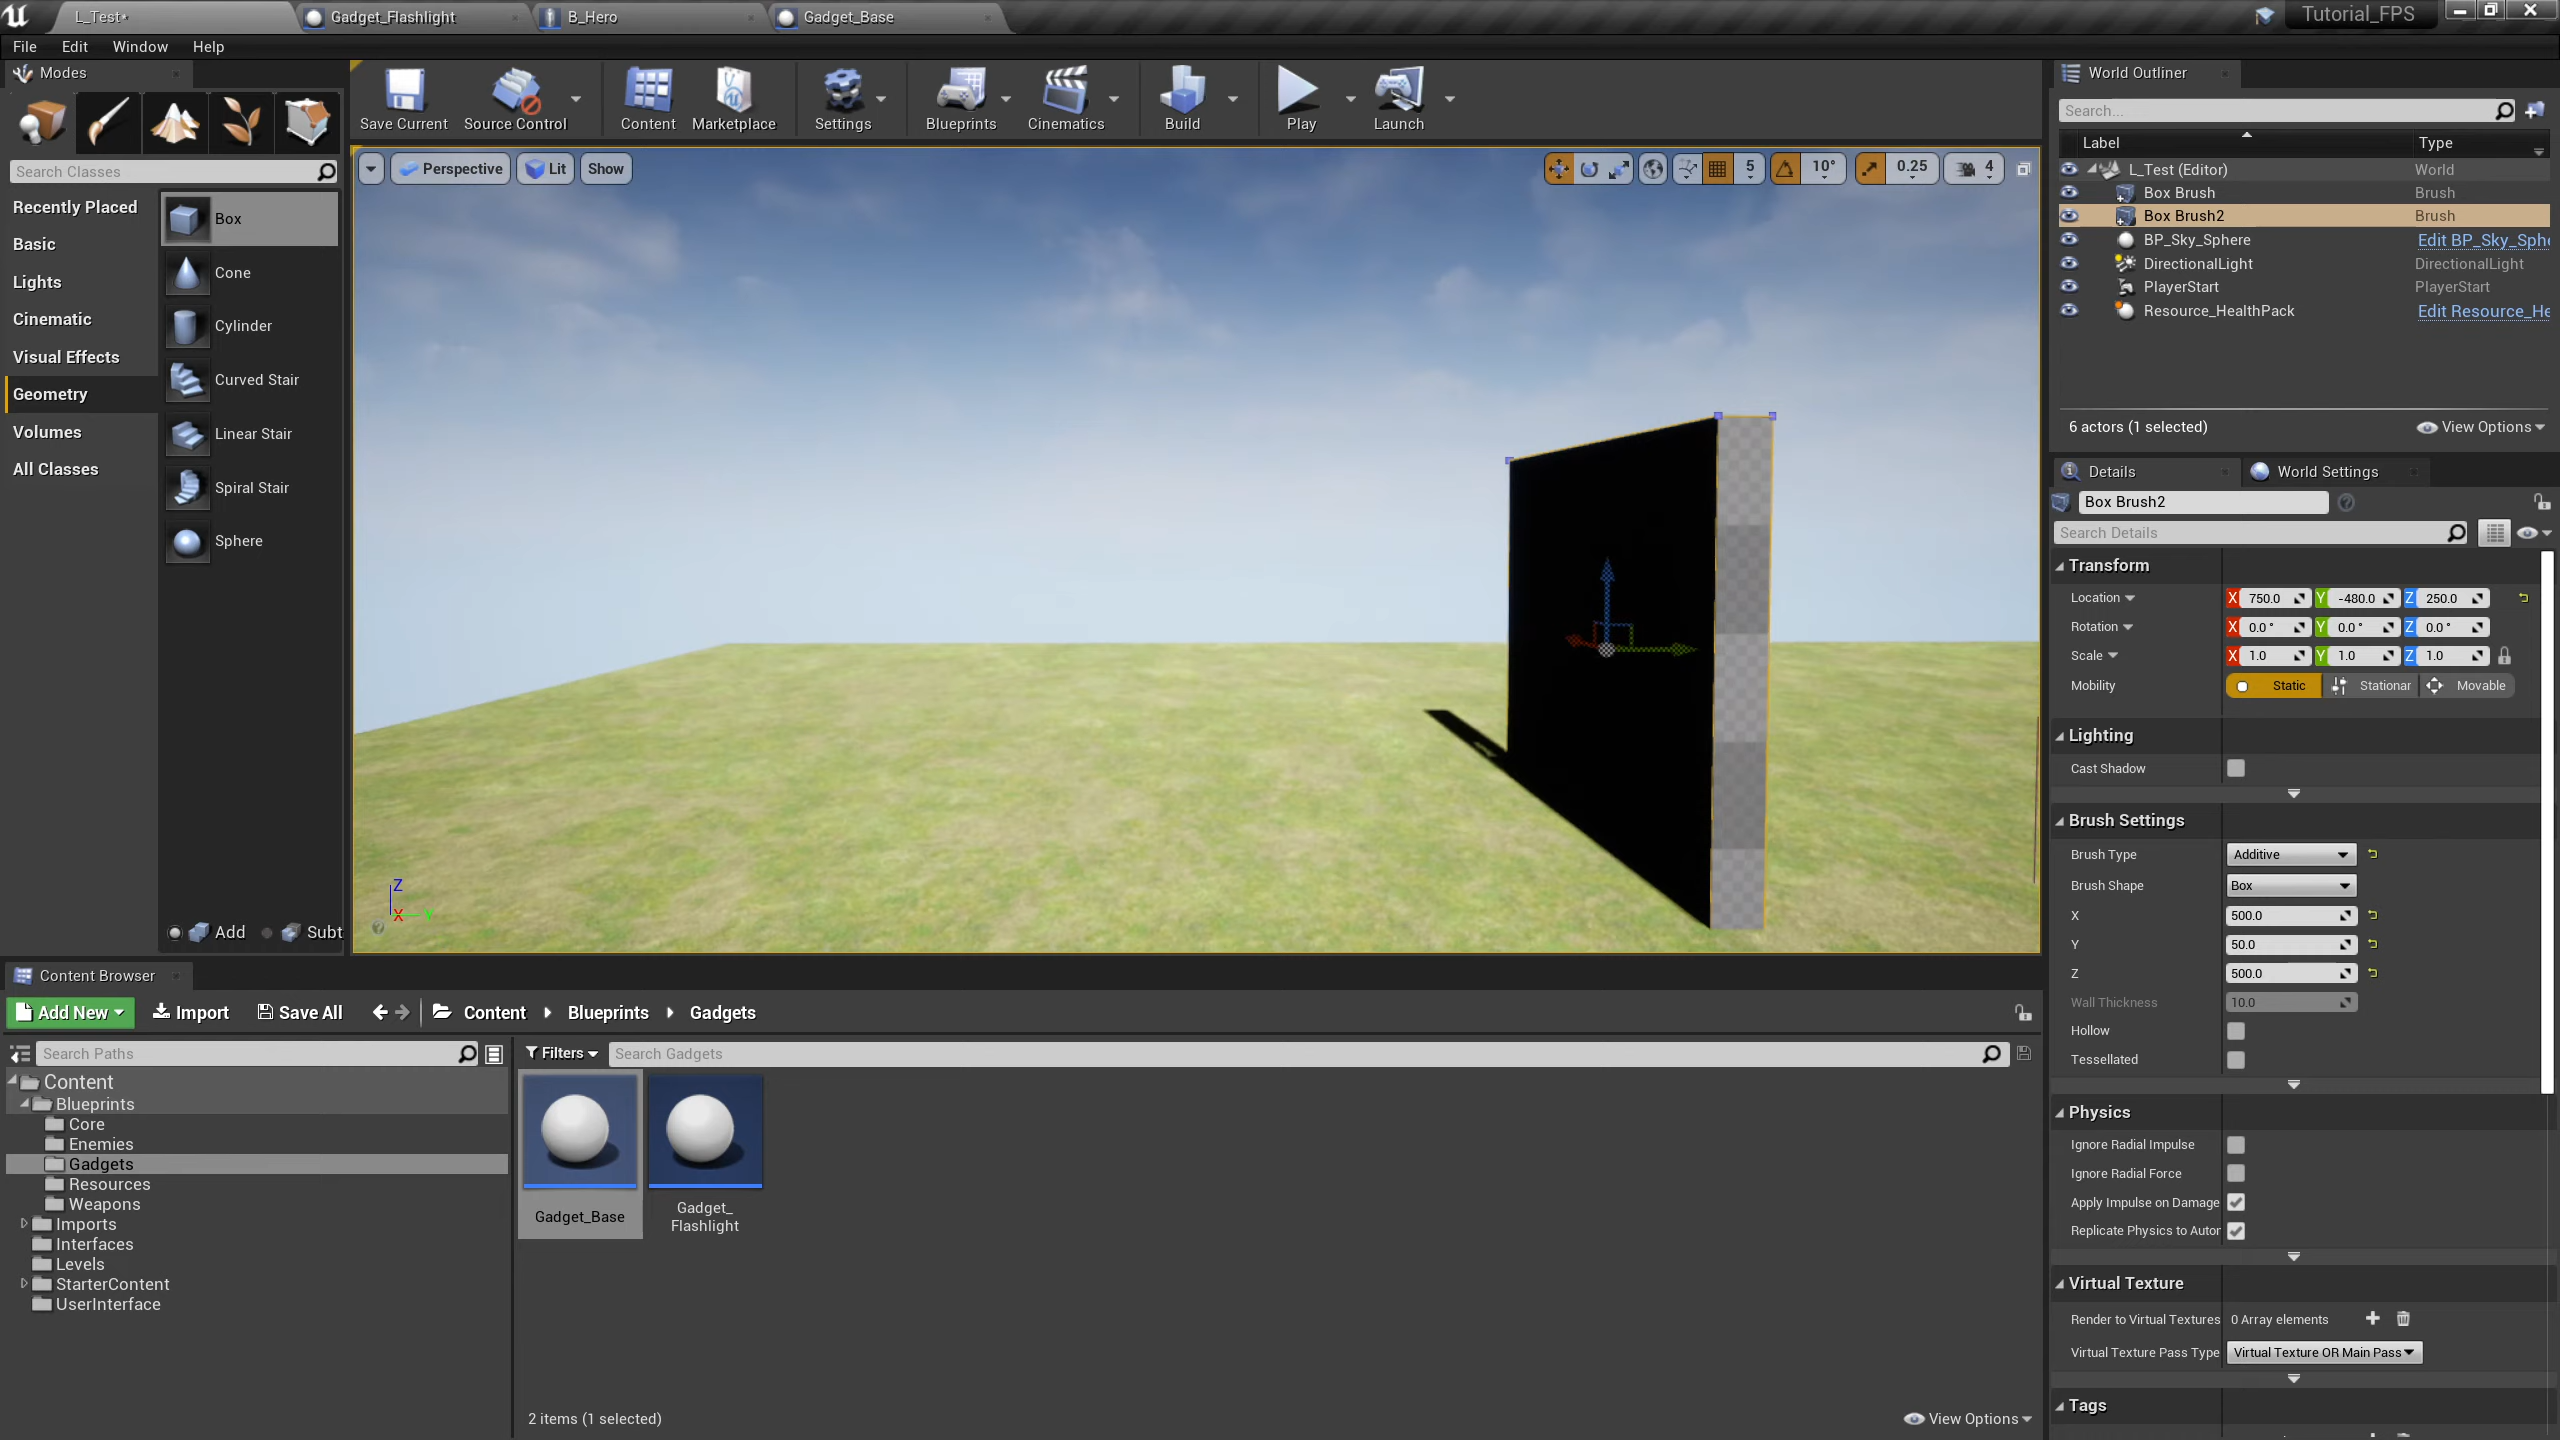 L_Test*
Gadget_Flashlight
B_Hero
Gadget_Base
Tutorial_FPS
File Edit Window Help
Modes
Save Current
Source Control
Content
Marketplace
Settings
Blueprints
Cinematics
Build
Play
Launch
Search Classes
Recently Placed
Basic
Lights
Cinematic
Visual Effects
Geometry
Volumes
All Classes
Box
Cone
Cylinder
Curved Stair
Linear Stair
Spiral Stair
Sphere
Add Subt
Perspective
Lit
Show
5
10°
0.25
4
Z
X Y
World Outliner
Search...
Label Type
L_Test (Editor) World
Box Brush Brush
Box Brush2 Brush
BP_Sky_Sphere Edit BP_Sky_Sph
DirectionalLight DirectionalLight
PlayerStart PlayerStart
Resource_HealthPack Edit Resource_He
6 actors (1 selected) View Options
Details
World Settings
Box Brush2
Search Details
Transform
Location X 750.0 Y -480.0 Z 250.0
Rotation X 0.0 ° Y 0.0 ° Z 0.0 °
Scale X 1.0 Y 1.0 Z 1.0
Mobility Static Stationar Movable
Lighting
Cast Shadow
Brush Settings
Brush Type Additive
Brush Shape Box
X 500.0
Y 50.0
Z 500.0
Wall Thickness 10.0
Hollow
Tessellated
Physics
Ignore Radial Impulse
Ignore Radial Force
Apply Impulse on Damage
Replicate Physics to Autor
Virtual Texture
Render to Virtual Textures 0 Array elements
Virtual Texture Pass Type Virtual Texture OR Main Pass
Tags
Content Browser
Add New Import Save All Content Blueprints Gadgets
Search Paths
Filters
Search Gadgets
Content
Blueprints
Core
Enemies
Gadgets
Resources
Weapons
Imports
Interfaces
Levels
StarterContent
UserInterface
Gadget_Base
Gadget_
Flashlight
2 items (1 selected)
View Options